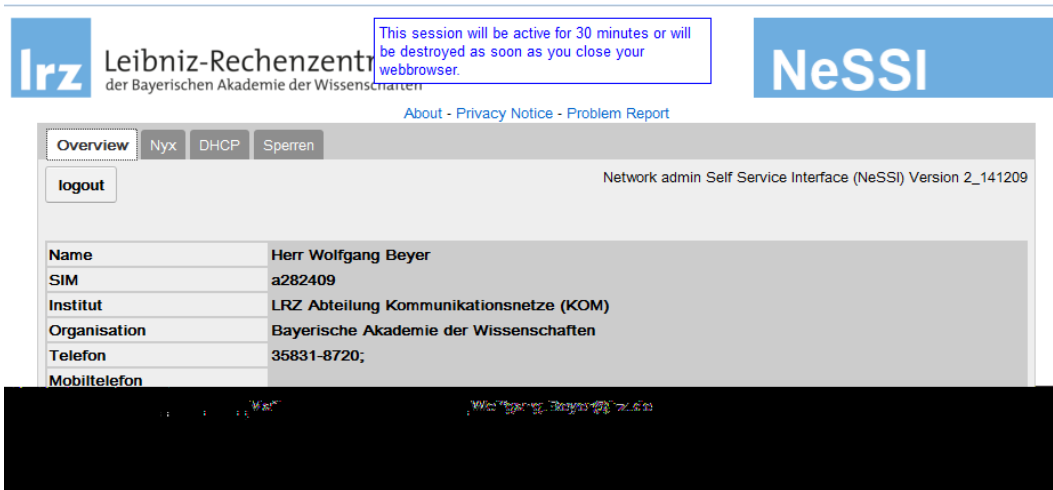 lrz
Leibniz-Rechenzentr
der Bayerischen Akademie der Wissenschaften
This session will be active for 30 minutes or will
be destroyed as soon as you close your
webbrowser.
NeSSI
About - Privacy Notice - Problem Report
Overview Nyx DHCP Sperren
logout
Network admin Self Service Interface (NeSSI) Version 2_141209
Name Herr Wolfgang Beyer
SIM a282409
Institut LRZ Abteilung Kommunikationsnetze (KOM)
Organisation Bayerische Akademie der Wissenschaften
Telefon 35831-8720;
Mobiltelefon